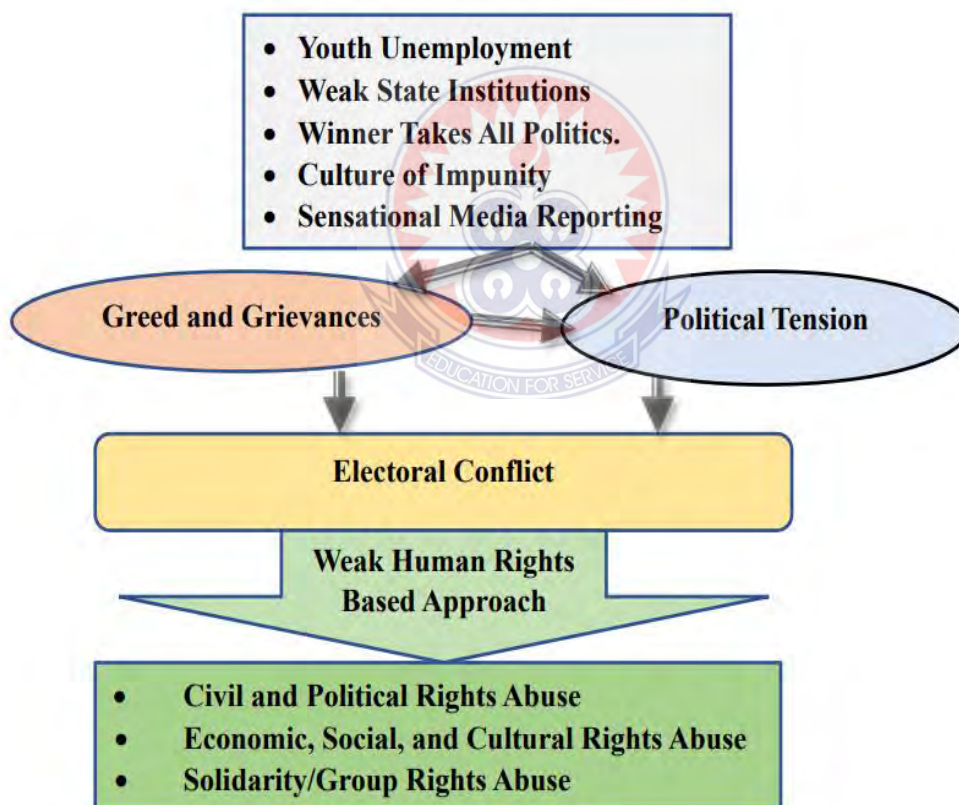 • Youth Unemployment
• Weak State Institutions
• Winner Takes All Politics.
• Culture of Impunity
• Sensational Media Reporting
Greed and Grievances
Political Tension
EDUCATION FOR SERVICE
Electoral Conflict
Weak Human Rights
Based Approach
• Civil and Political Rights Abuse
• Economic, Social, and Cultural Rights Abuse
• Solidarity/Group Rights Abuse